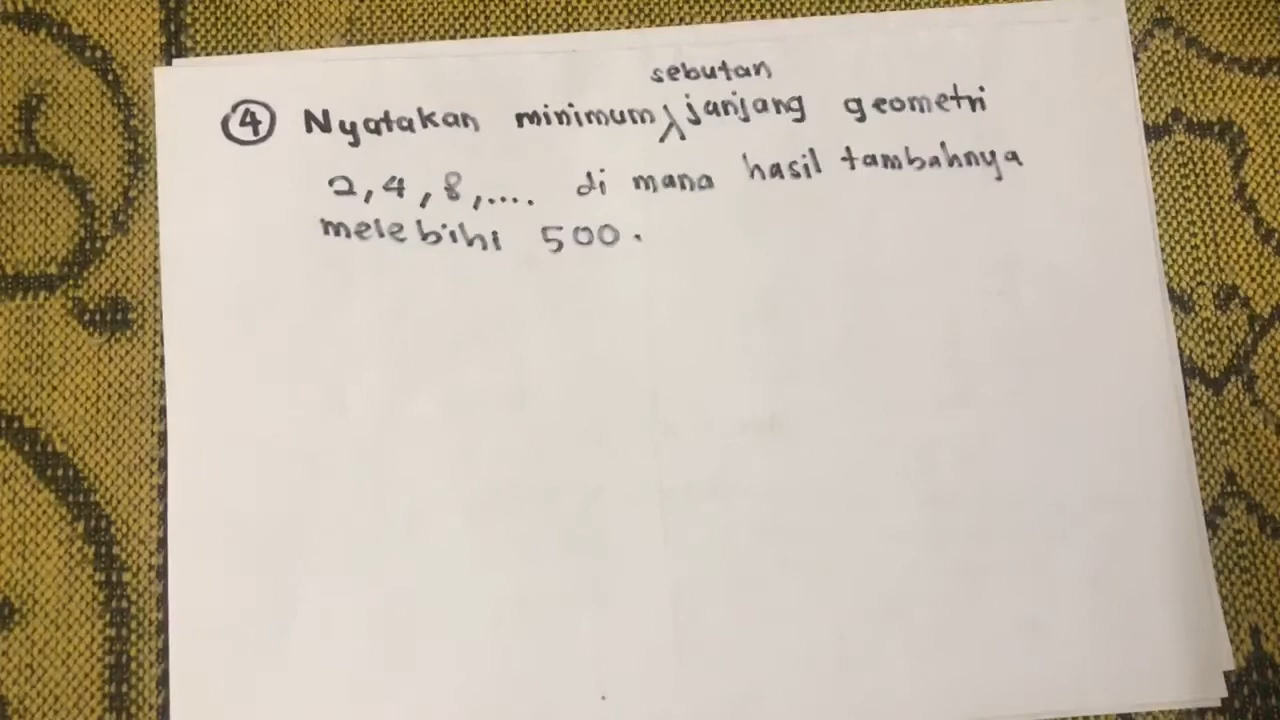 sebutan
④ Nyatakan minimum⁁janjang geometri
2, 4, 8, .... di mana hasil tambahnya
melebihi 500.